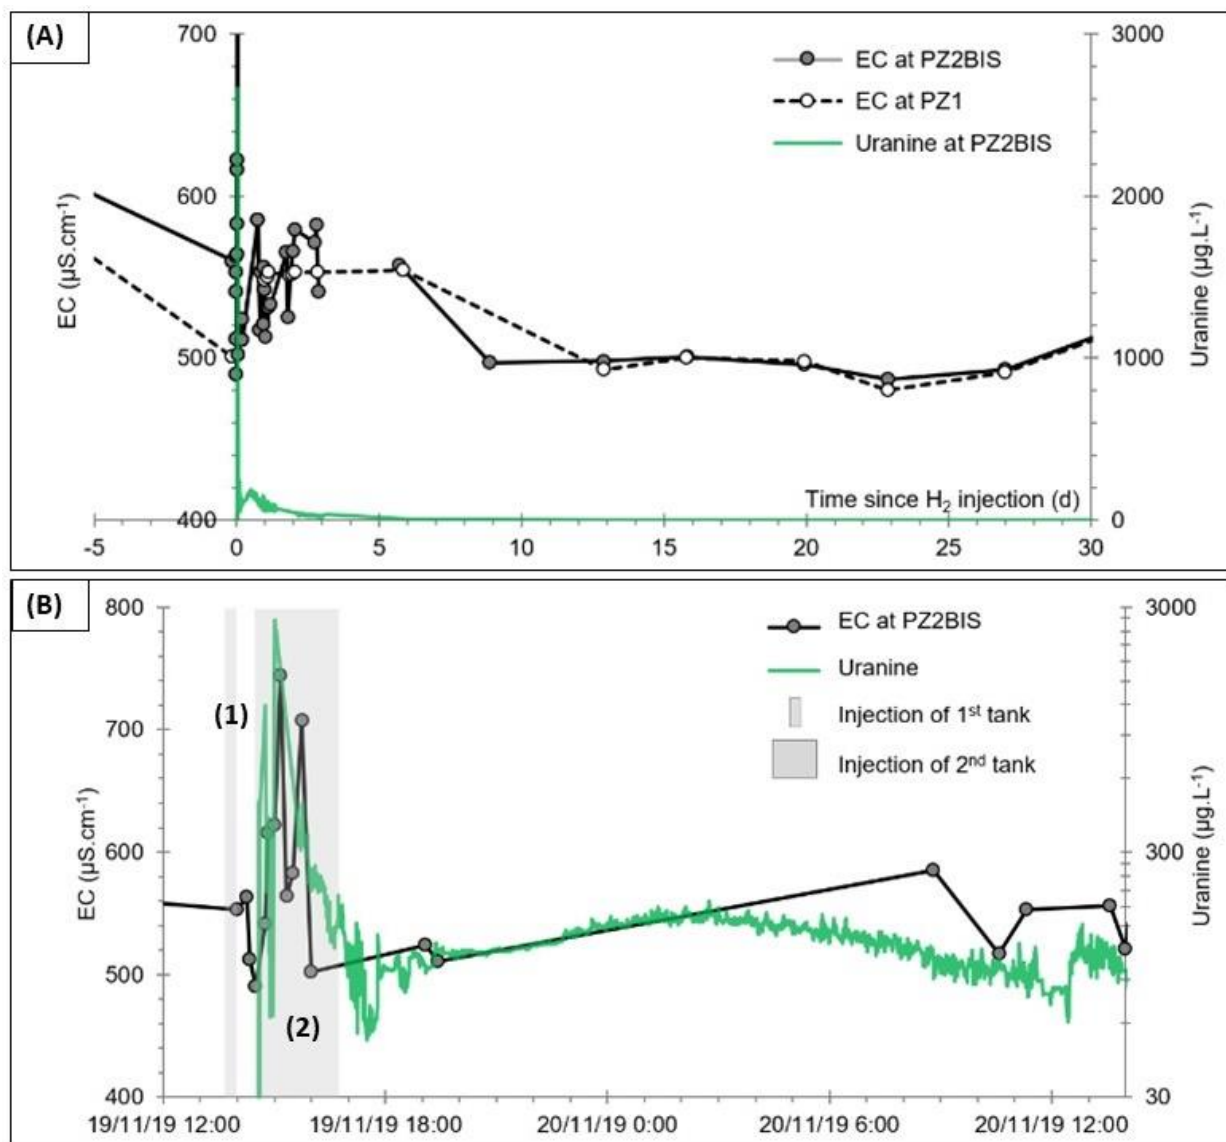 (A)
700
3000
EC at PZ2BIS
EC at PZ1
Uranine at PZ2BIS
600
2000
EC (µS.cm⁻¹)
Uranine (µg.L⁻¹)
500
1000
Time since H₂ injection (d)
400
0
-5 0 5 10 15 20 25 30
(B)
800
3000
EC at PZ2BIS
Uranine
(1)
Injection of 1ˢᵗ tank
700
Injection of 2ⁿᵈ tank
EC (µS.cm⁻¹)
Uranine (µg.L⁻¹)
600
300
500
(2)
400
30
19/11/19 12:00 19/11/19 18:00 20/11/19 0:00 20/11/19 6:00 20/11/19 12:00